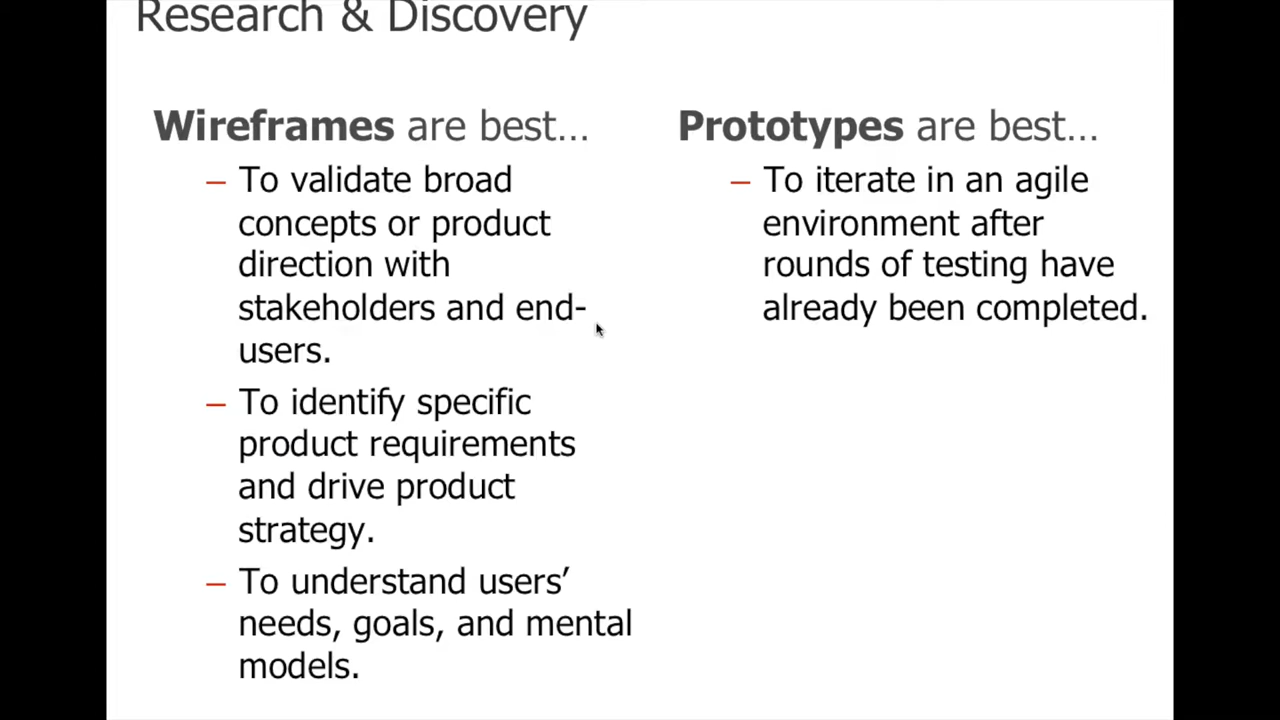 Research & Discovery
Wireframes are best...
– To validate broad
concepts or product
direction with
stakeholders and end-
users.
– To identify specific
product requirements
and drive product
strategy.
– To understand users’
needs, goals, and mental
models.
Prototypes are best...
– To iterate in an agile
environment after
rounds of testing have
already been completed.